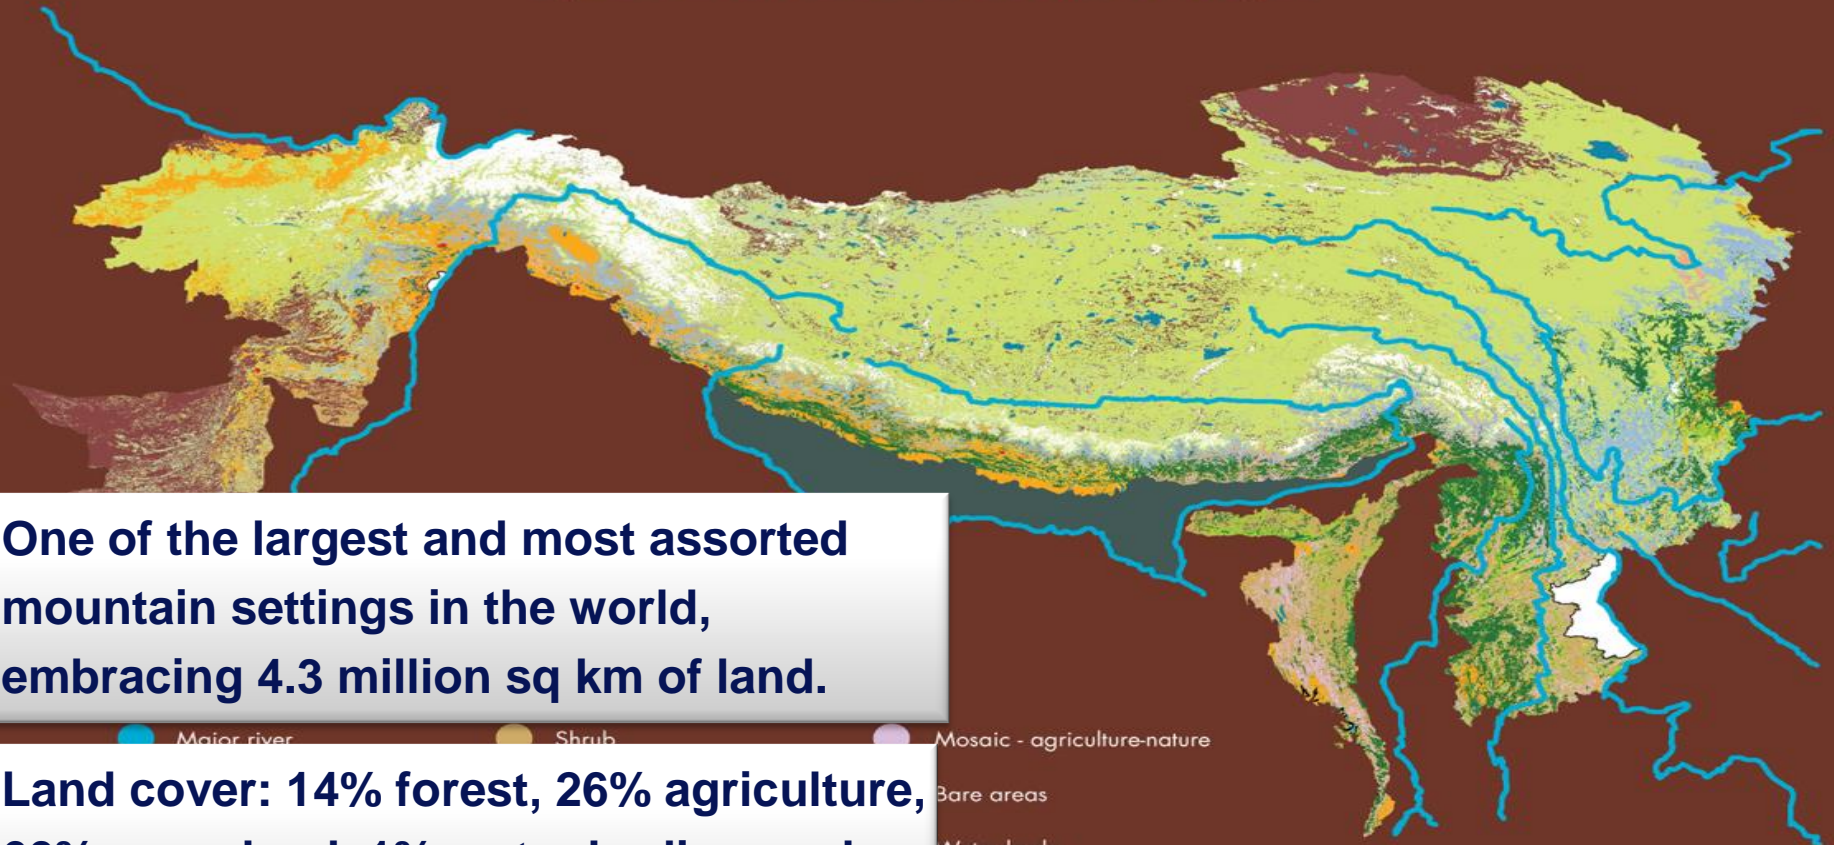 One of the largest and most assorted
mountain settings in the world,
embracing 4.3 million sq km of land.
Major river
Shrub
Mosaic - agriculture-nature
Land cover: 14% forest, 26% agriculture,
Bare areas